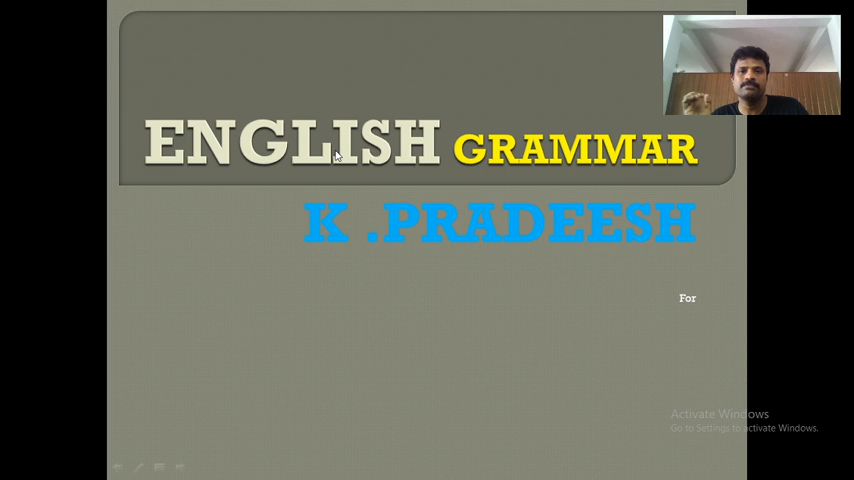 ENGLISH GRAMMAR
K .PRADEESH
For
Activate Windows
Go to Settings to activate Windows.